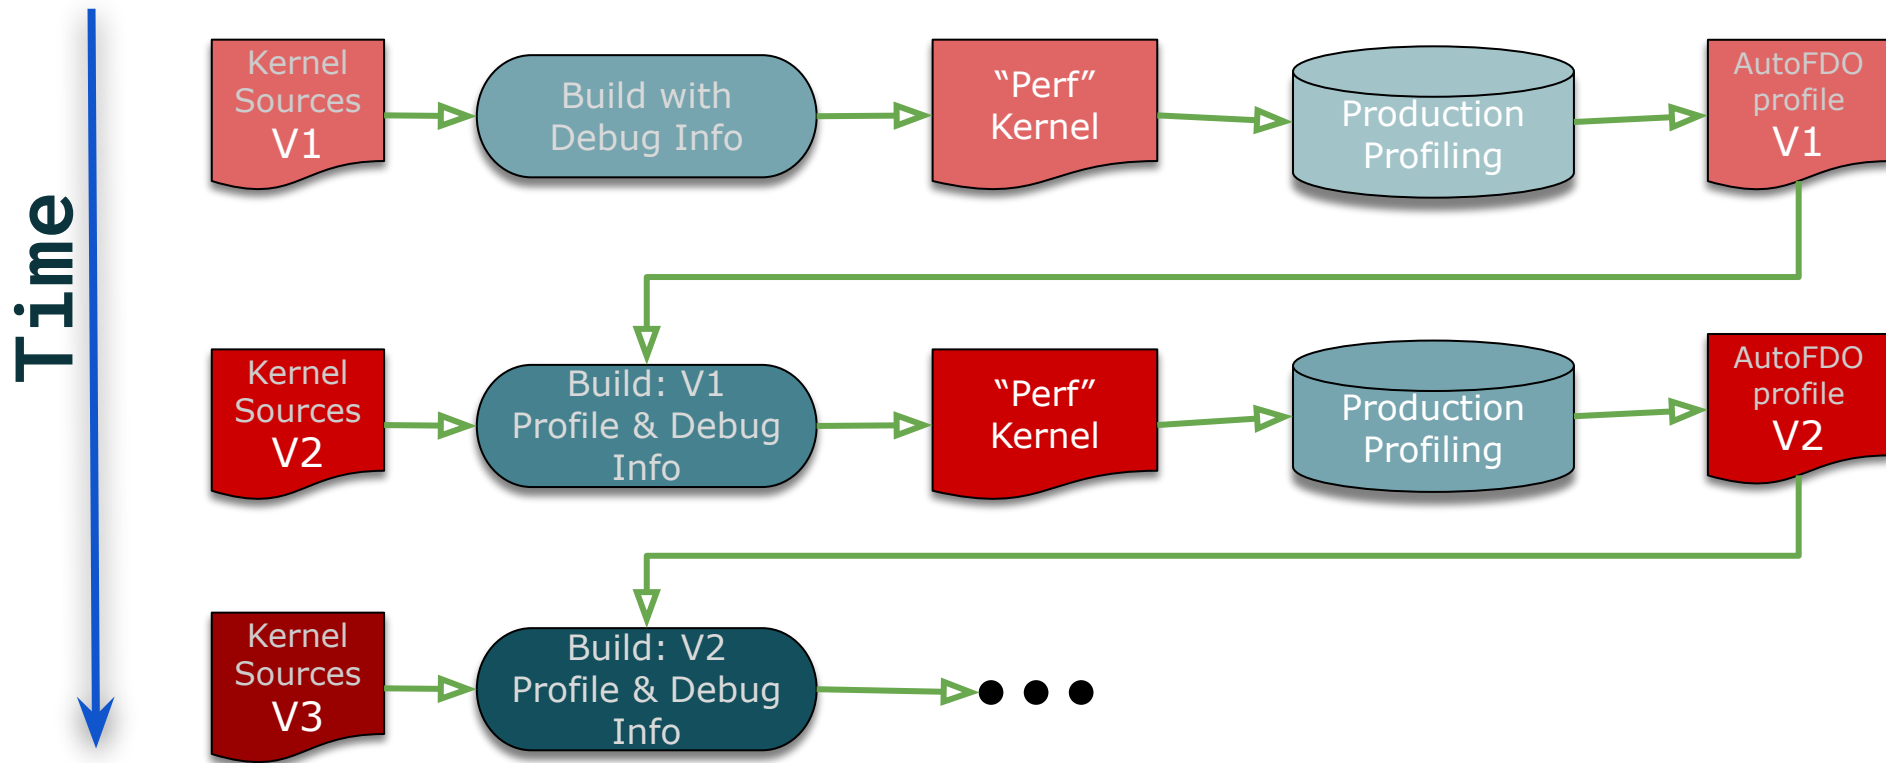 Time
Kernel
Sources
V1
Build with
Debug Info
“Perf”
Kernel
Production
Profiling
AutoFDO
profile
V1
Kernel
Sources
V2
Build: V1
Profile & Debug
Info
“Perf”
Kernel
Production
Profiling
AutoFDO
profile
V2
Kernel
Sources
V3
Build: V2
Profile & Debug
Info